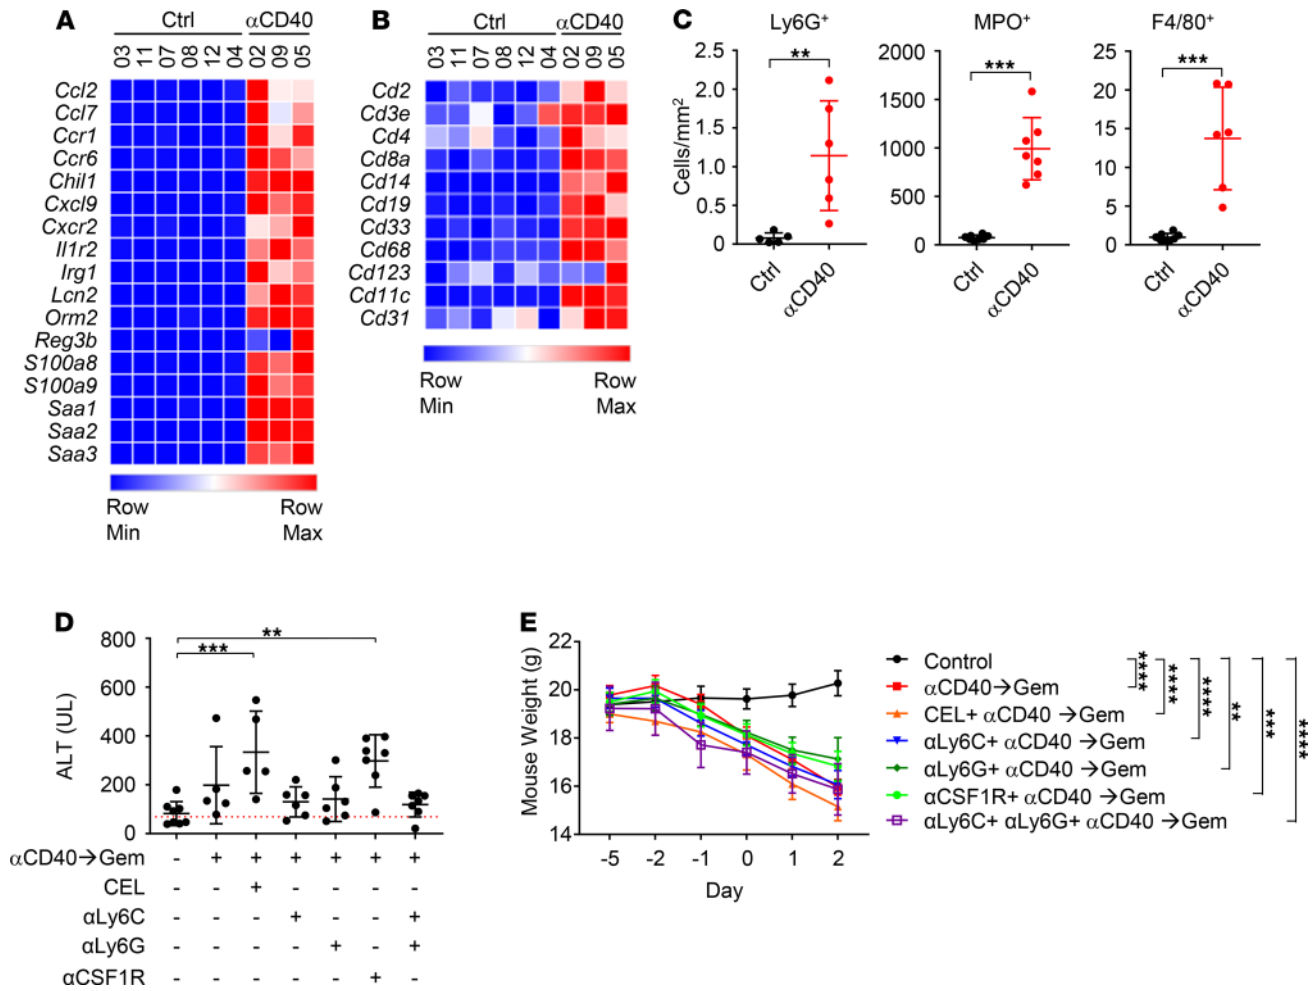 A
Ctrl
αCD40
03 11 07 08 12 04 02 09 05
Ccl2
Ccl7
Ccr1
Ccr6
Chil1
Cxcl9
Cxcr2
Il1r2
Irg1
Lcn2
Orm2
Reg3b
S100a8
S100a9
Saa1
Saa2
Saa3
Row Row
Min Max
B
Ctrl
αCD40
03 11 07 08 12 04 02 09 05
Cd2
Cd3e
Cd4
Cd8a
Cd14
Cd19
Cd33
Cd68
Cd123
Cd11c
Cd31
Row Row
Min Max
C
Ly6G+
Cells/mm²
2.5
2.0
1.5
1.0
0.5
0
**
Ctrl
αCD40
MPO+
2000
1500
1000
500
0
***
Ctrl
αCD40
F4/80+
25
20
15
10
5
0
***
Ctrl
αCD40
D
ALT (UL)
800
600
400
200
0
***
**
αCD40→Gem - + + + + + +
CEL - - + - - - -
αLy6C - - - + - - +
αLy6G - - - - + - +
αCSF1R - - - - - + -
E
Mouse Weight (g)
22
20
18
16
14
-5 -2 -1 0 1 2
Day
Control
αCD40→Gem
CEL+ αCD40 →Gem
αLy6C+ αCD40 →Gem
αLy6G+ αCD40 →Gem
αCSF1R+ αCD40 →Gem
αLy6C+ αLy6G+ αCD40 →Gem
****
****
****
**
***
****